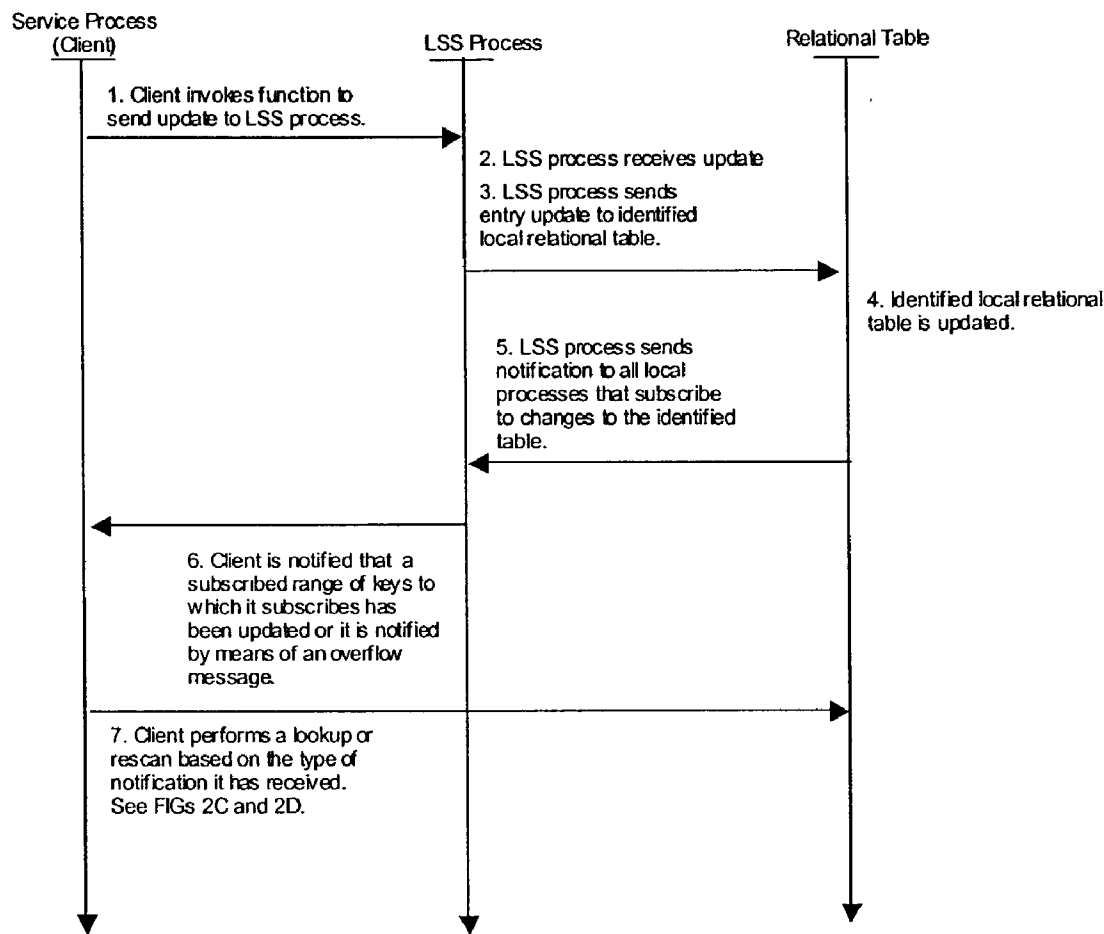 Service Process
(Client)
LSS Process
Relational Table
1. Client invokes function to
send update to LSS process.
2. LSS process receives update
3. LSS process sends
entry update to identified
local relational table.
4. Identified local relational
table is updated.
5. LSS process sends
notification to all local
processes that subscribe
to changes to the identified
table.
6. Client is notified that a
subscribed range of keys to
which it subscribes has
been updated or it is notified
by means of an overflow
message.
7. Client performs a lookup or
rescan based on the type of
notification it has received.
See FIGs 2C and 2D.